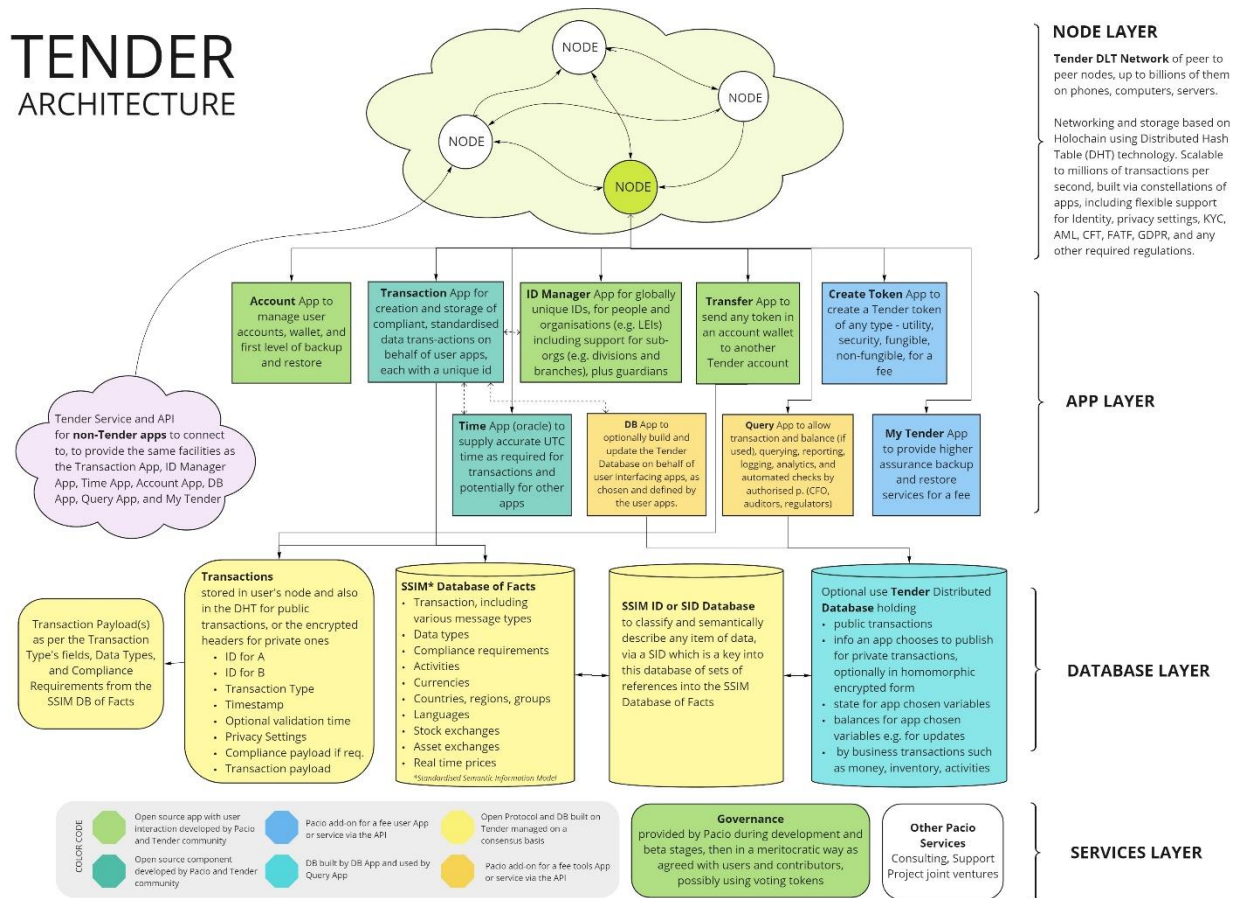 TENDER
ARCHITECTURE
NODE
NODE
NODE
NODE
NODE LAYER
Tender DLT Network of peer to
peer nodes, up to billions of them
on phones, computers, servers.
Networking and storage based on
Holochain using Distributed Hash
Table (DHT) technology. Scalable
to millions of transactions per
second, built via constellations of
apps, including flexible support
for Identity, privacy settings, KYC,
AML, CFT, FATF, GDPR, and any
other required regulations.
Account App to
manage user
accounts, wallet, and
first level of backup
and restore
Transaction App for
creation and storage of
compliant, standardised
data trans-actions on
behalf of user apps,
each with a unique id
ID Manager App for globally
unique IDs, for people and
organisations (e.g. LEIs)
including support for sub-
orgs (e.g. divisions and
branches), plus guardians
Transfer App to
send any token in
an account wallet
to another
Tender account
Create Token App to
create a Tender token
of any type - utility,
security, fungible,
non-fungible, for a
fee
APP LAYER
Tender Service and API
for non-Tender apps to connect
to, to provide the same facilities as
the Transaction App, ID Manager
App, Time App, Account App, DB
App, Query App, and My Tender
Time App (oracle) to
supply accurate UTC
time as required for
transactions and
potentially for other
apps
DB App to
optionally build and
update the Tender
Database on behalf of
user interfacing apps, as
chosen and defined by
the user apps.
Query App to allow
transaction and balance (if
used), querying, reporting,
logging, analytics, and
automated checks by
authorised p. (CFO,
auditors, regulators)
My Tender App
to provide higher
assurance backup
and restore
services for a fee
Transaction Payload(s)
as per the Transaction
Type's fields, Data Types,
and Compliance
Requirements from the
SSIM DB of Facts
Transactions
stored in user's node and also
in the DHT for public
transactions, or the encrypted
headers for private ones
• ID for A
• ID for B
• Transaction Type
• Timestamp
• Optional validation time
• Privacy Settings
• Compliance payload if req.
• Transaction payload
SSIM* Database of Facts
• Transaction, including
various message types
• Data types
• Compliance requirements
• Activities
• Currencies
• Countries, regions, groups
• Languages
• Stock exchanges
• Asset exchanges
• Real time prices
*Standardised Semantic Information Model
SSIM ID or SID Database
to classify and semantically
describe any item of data,
via a SID which is a key into
this database of sets of
references into the SSIM
Database of Facts
Optional use Tender Distributed
Database holding
• public transactions
• info an app chooses to publish
for private transactions,
optionally in homomorphic
encrypted form
• state for app chosen variables
• balances for app chosen
variables e.g. for updates
• by business transactions such
as money, inventory, activities
DATABASE LAYER
COLOR CODE
Open source app with user
interaction developed by Pacio
and Tender community
Pacio add-on for a fee user App
or service via the API
Open Protocol and DB built on
Tender managed on a
consensus basis
Open source component
developed by Pacio and Tender
community
DB built by DB App and used by
Query App
Pacio add-on for a fee tools App
or service via the API
Governance
provided by Pacio during development and
beta stages, then in a meritocratic way as
agreed with users and contributors,
possibly using voting tokens
Other Pacio
Services
Consulting, Support
Project joint ventures
SERVICES LAYER